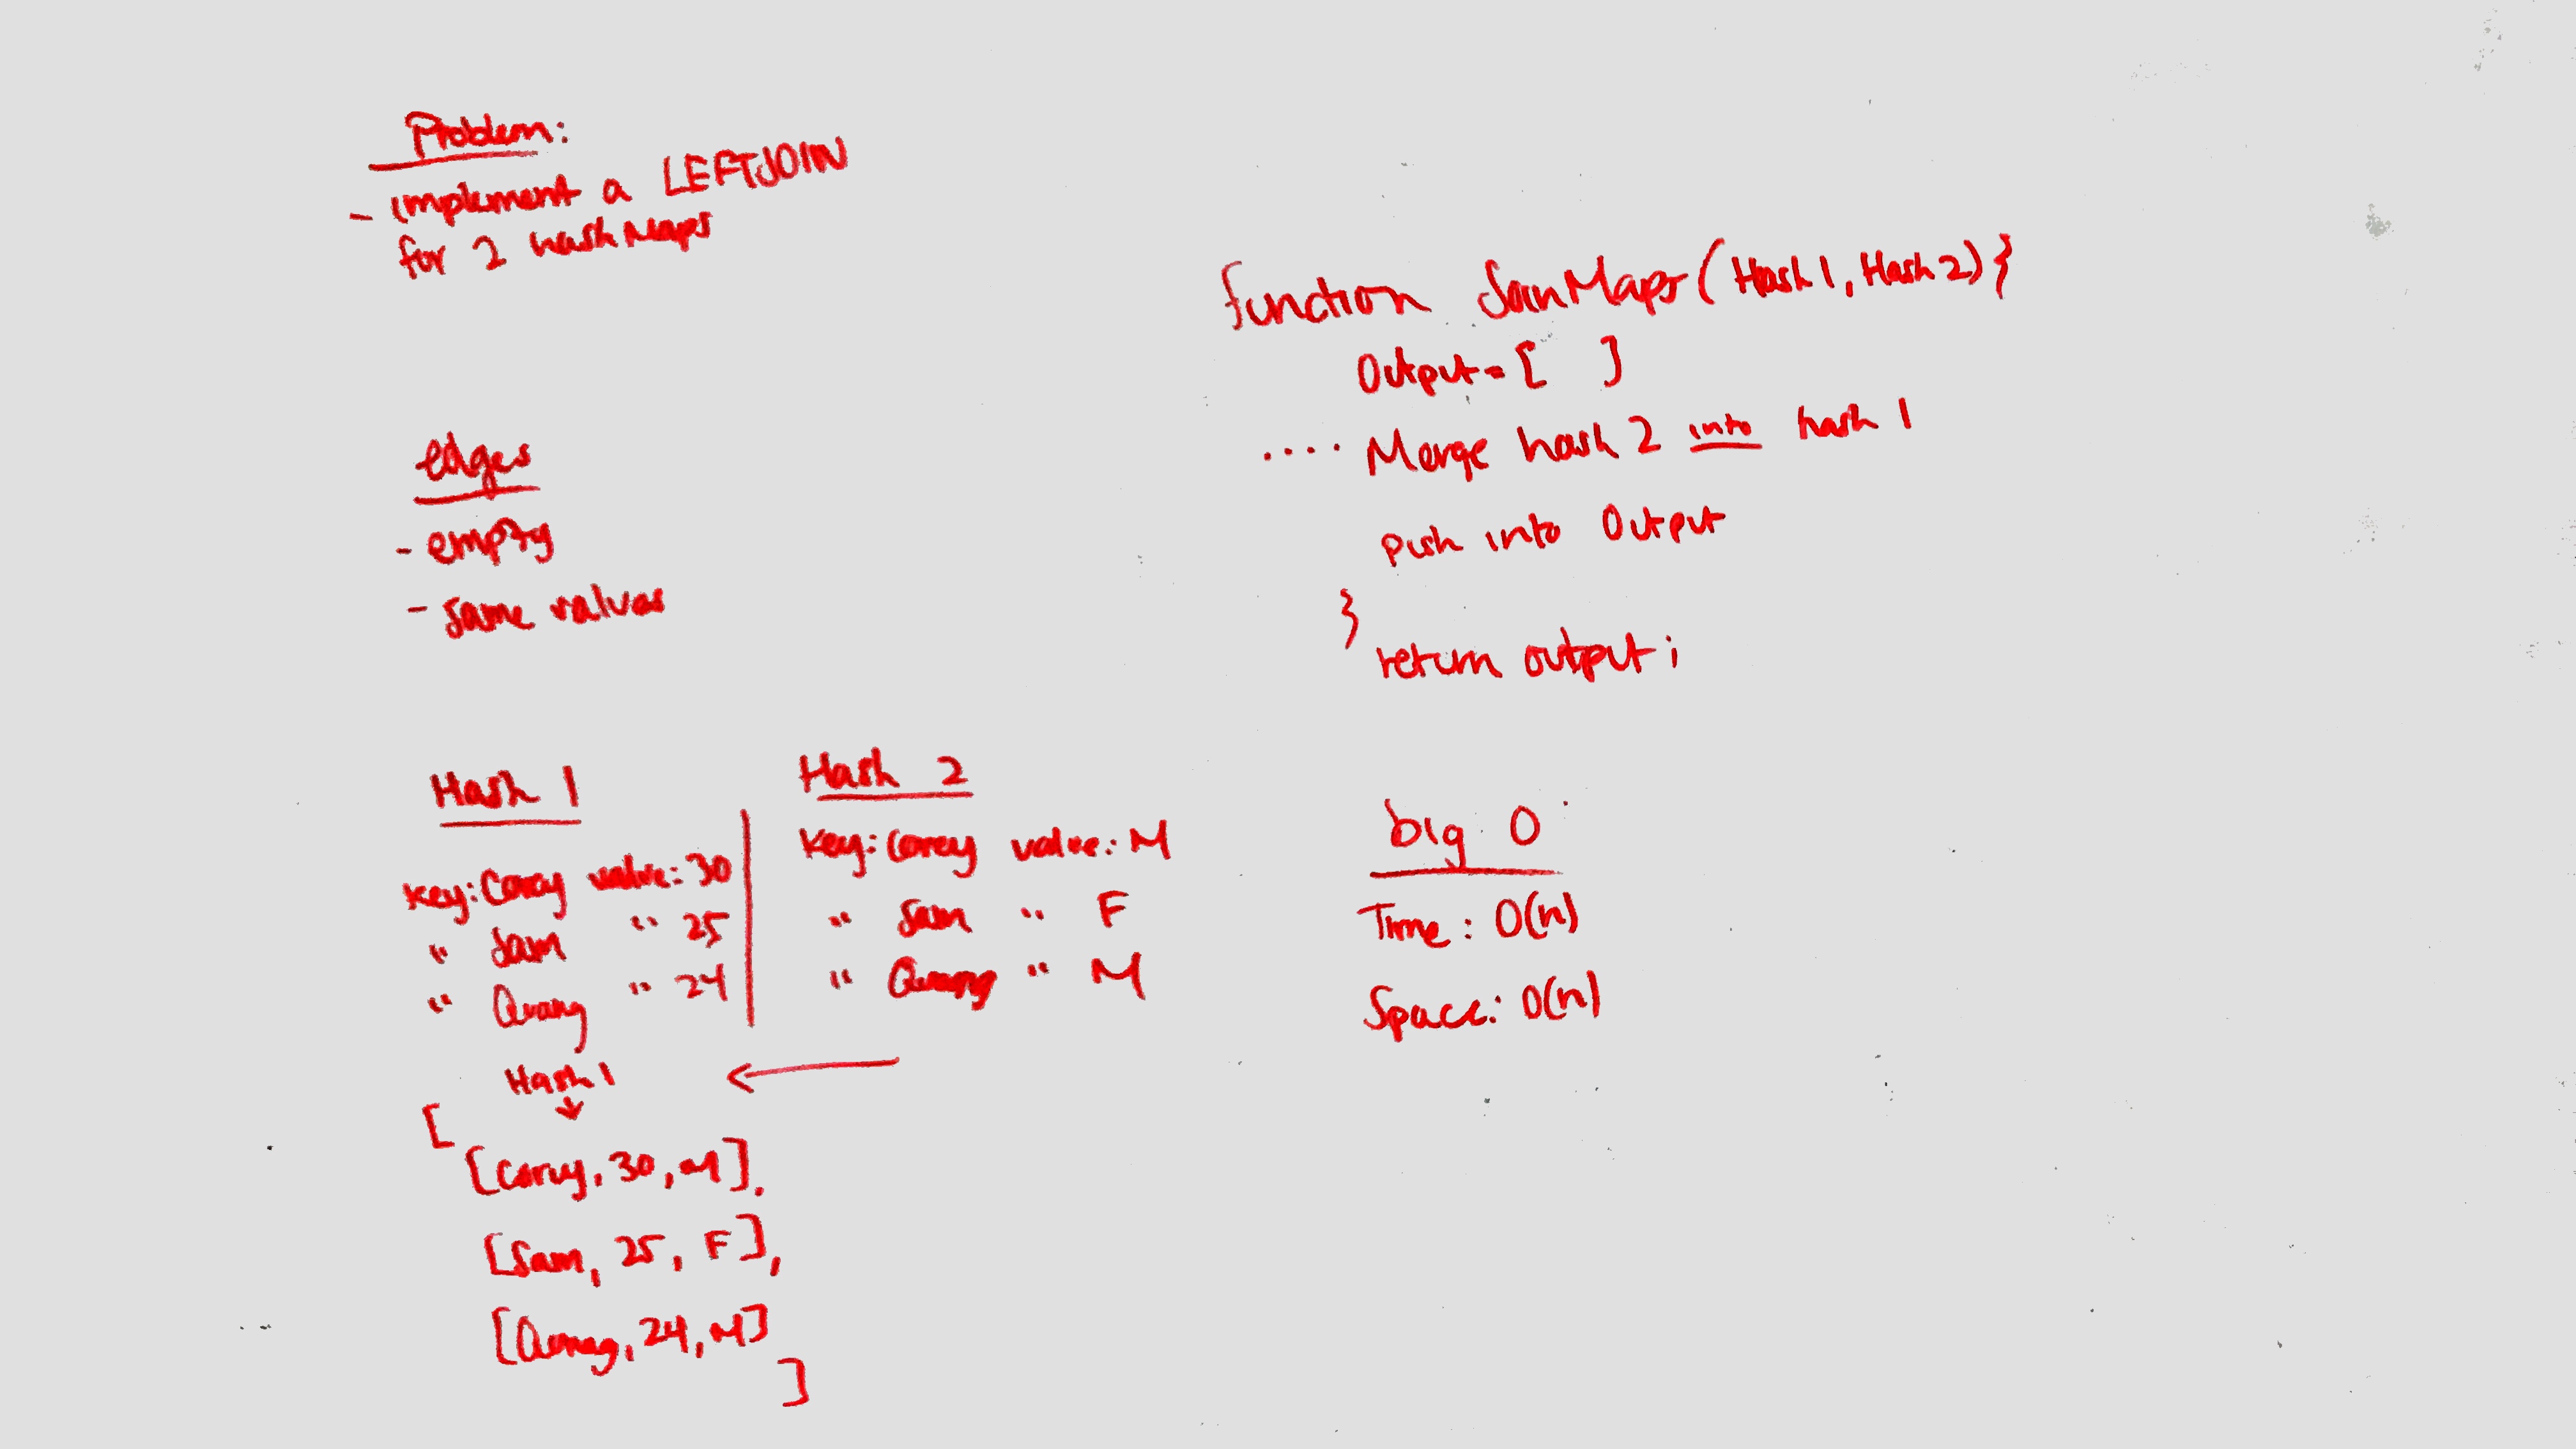 Problem:
- implement a LEFTJOIN
for 2 hashMaps
edges
- empty
- same values
Hash 1
key: Corey value: 30
" Sam " 25
" Quang " 24
Hash 2
key: Corey value: M
" Sam " F
" Quang " M
Hash 1
[
[Corey, 30, M],
[Sam, 25, F],
[Quang, 24, M]
]
function JoinMaps(Hash1, Hash2){
Output = [ ]
.... Merge hash 2 into hash 1
push into Output
}
return output;
big O
Time: O(n)
Space: O(n)